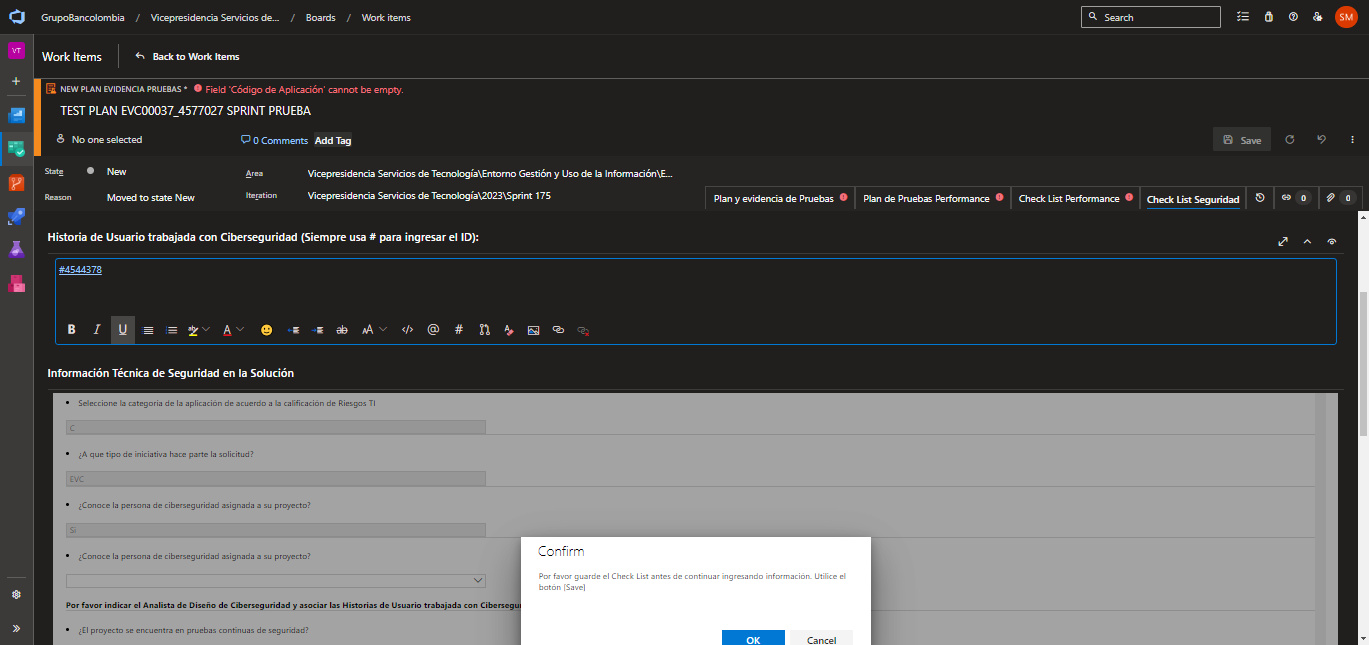 GrupoBancolombia / Vicepresidencia Servicios de... / Boards / Work items
Search
SM
VT
Work Items
Back to Work Items
NEW PLAN EVIDENCIA PRUEBAS * Field 'Código de Aplicación' cannot be empty.
TEST PLAN EVC00037_4577027 SPRINT PRUEBA
No one selected
0 Comments
Add Tag
Save
State
New
Area
Vicepresidencia Servicios de Tecnología\Entorno Gestión y Uso de la Información\E...
Reason
Moved to state New
Iteration
Vicepresidencia Servicios de Tecnología\2023\Sprint 175
Plan y evidencia de Pruebas
Plan de Pruebas Performance
Check List Performance
Check List Seguridad
0
0
Historia de Usuario trabajada con Ciberseguridad (Siempre usa # para ingresar el ID):
#4544378
Información Técnica de Seguridad en la Solución
• Seleccione la categoría de la aplicación de acuerdo a la calificación de Riesgos TI
C
• ¿A que tipo de iniciativa hace parte la solicitud?
EVC
• ¿Conoce la persona de ciberseguridad asignada a su proyecto?
Si
• ¿Conoce la persona de ciberseguridad asignada a su proyecto?
Por favor indicar el Analista de Diseño de Ciberseguridad y asociar las Historias de Usuario trabajada con Cibersegu
• ¿El proyecto se encuentra en pruebas continuas de seguridad?
Confirm
Por favor guarde el Check List antes de continuar ingresando información. Utilice el
botón [Save]
OK
Cancel